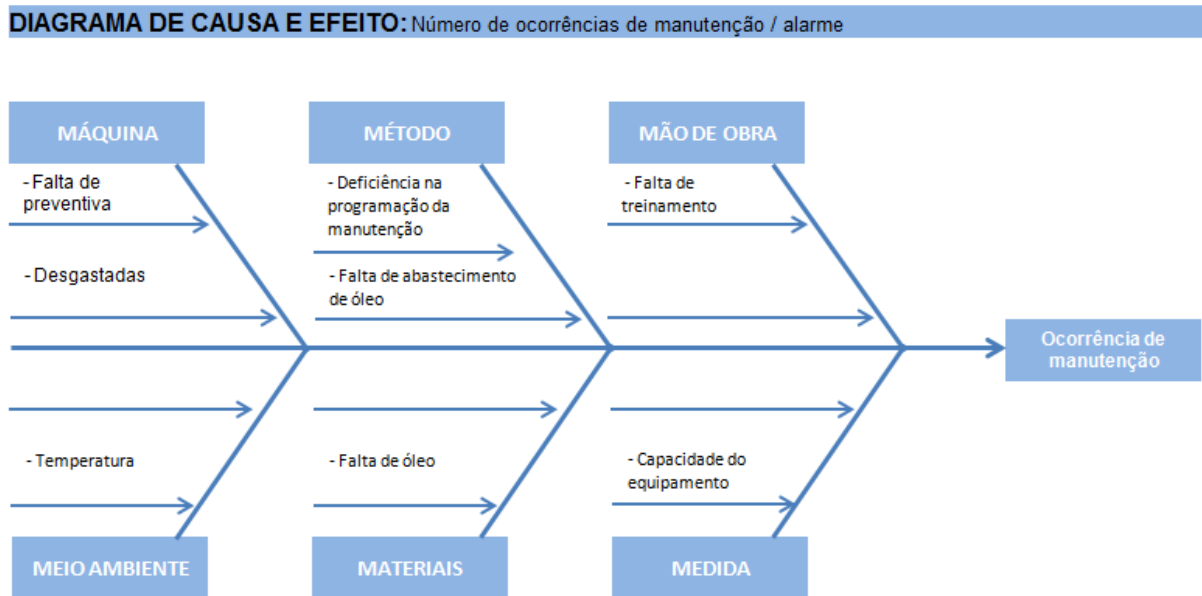 DIAGRAMA DE CAUSA E EFEITO: Número de ocorrências de manutenção / alarme
MÁQUINA
MÉTODO
MÃO DE OBRA
- Falta de
preventiva
- Desgastadas
- Deficiência na
programação da
manutenção
- Falta de abastecimento
de óleo
- Falta de
treinamento
Ocorrência de
manutenção
- Temperatura
- Falta de óleo
- Capacidade do
equipamento
MEIO AMBIENTE
MATERIAIS
MEDIDA